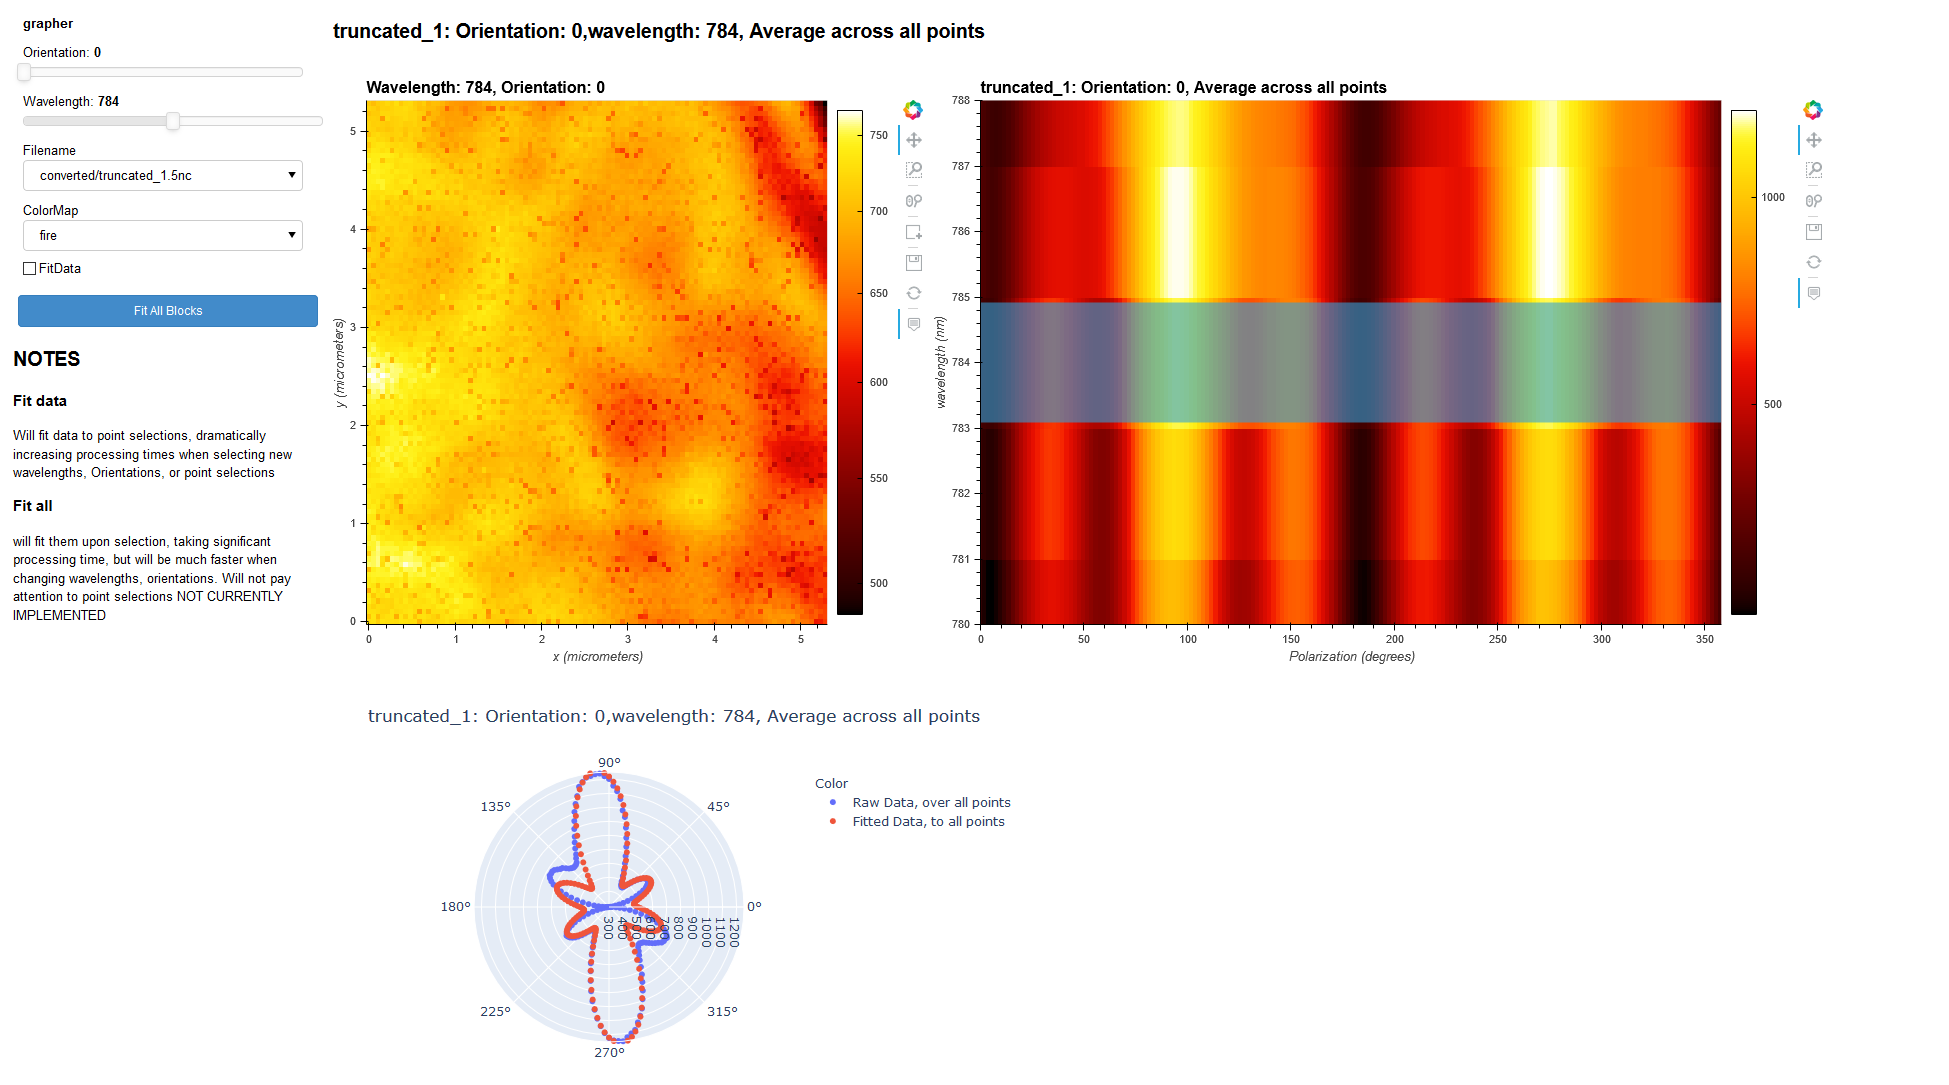 grapher
Orientation: 0
Wavelength: 784
Filename
converted/truncated_1.5nc
ColorMap
fire
FitData
Fit All Blocks
NOTES
Fit data
Will fit data to point selections, dramatically
increasing processing times when selecting new
wavelengths, Orientations, or point selections
Fit all
will fit them upon selection, taking significant
processing time, but will be much faster when
changing wavelengths, orientations. Will not pay
attention to point selections NOT CURRENTLY
IMPLEMENTED
truncated_1: Orientation: 0,wavelength: 784, Average across all points
Wavelength: 784, Orientation: 0
5
4
3
2
1
0
y (micrometers)
0 1 2 3 4 5
x (micrometers)
750
700
650
600
550
500
truncated_1: Orientation: 0, Average across all points
788
787
786
785
784
783
782
781
780
wavelength (nm)
0 50 100 150 200 250 300 350
Polarization (degrees)
1000
500
truncated_1: Orientation: 0,wavelength: 784, Average across all points
90°
135° 45°
180° 0°
300 400 500 600 700 800 900 1000 1100 1200
225° 315°
270°
Color
Raw Data, over all points
Fitted Data, to all points